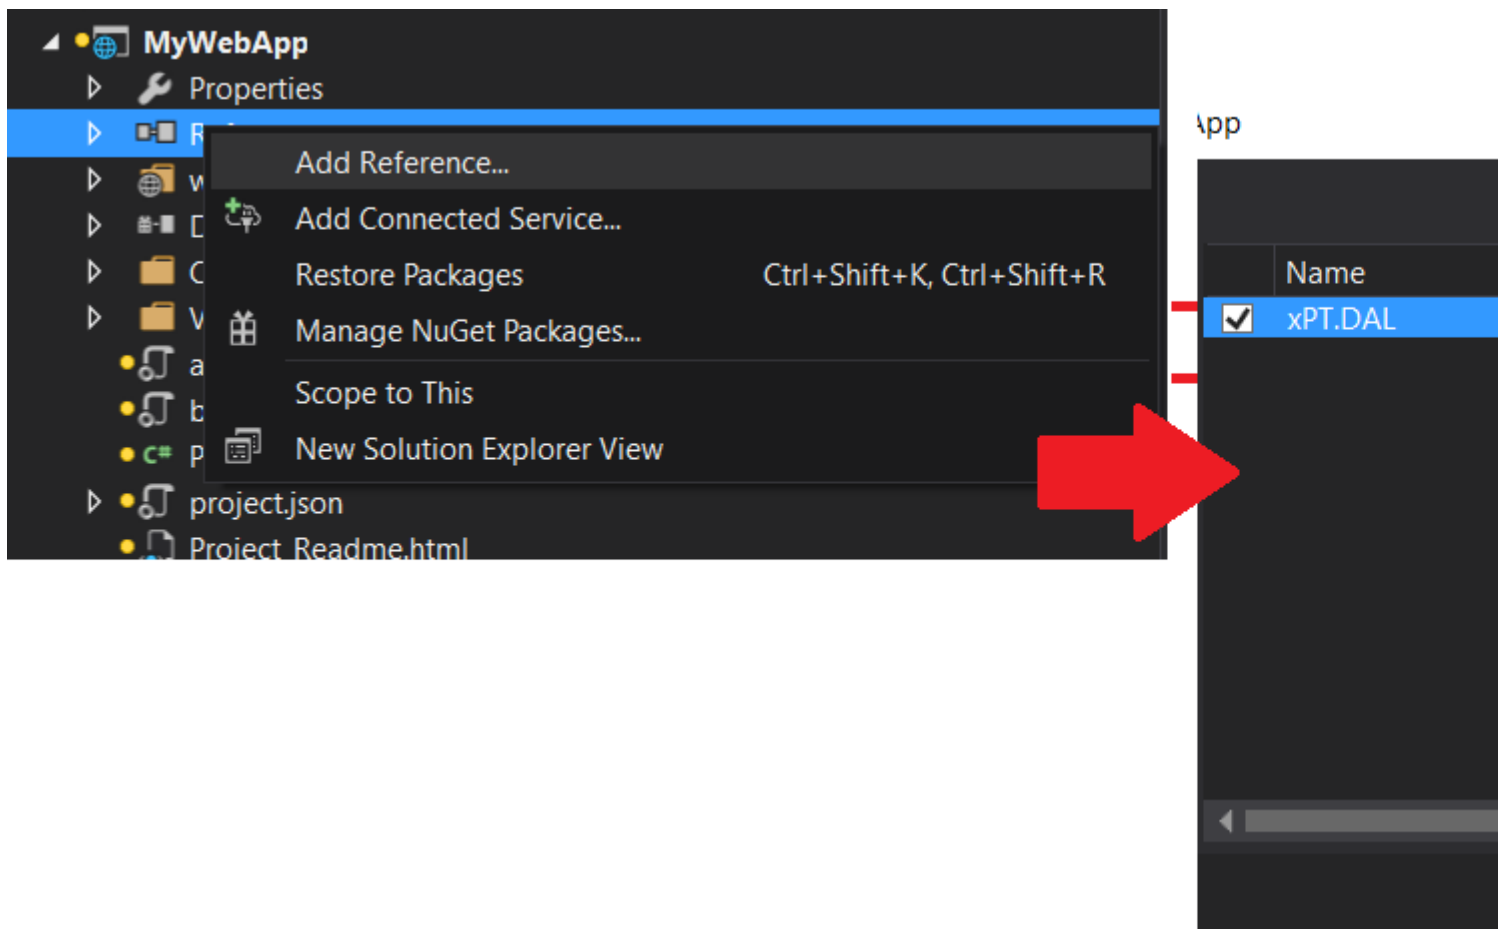 MyWebApp
Properties
R
Add Reference...
w
Add Connected Service...
D
Restore Packages Ctrl+Shift+K, Ctrl+Shift+R
C
Manage NuGet Packages...
V
a
Scope to This
b
New Solution Explorer View
C# P
project.json
Project_Readme.html
App
Name
xPT.DAL